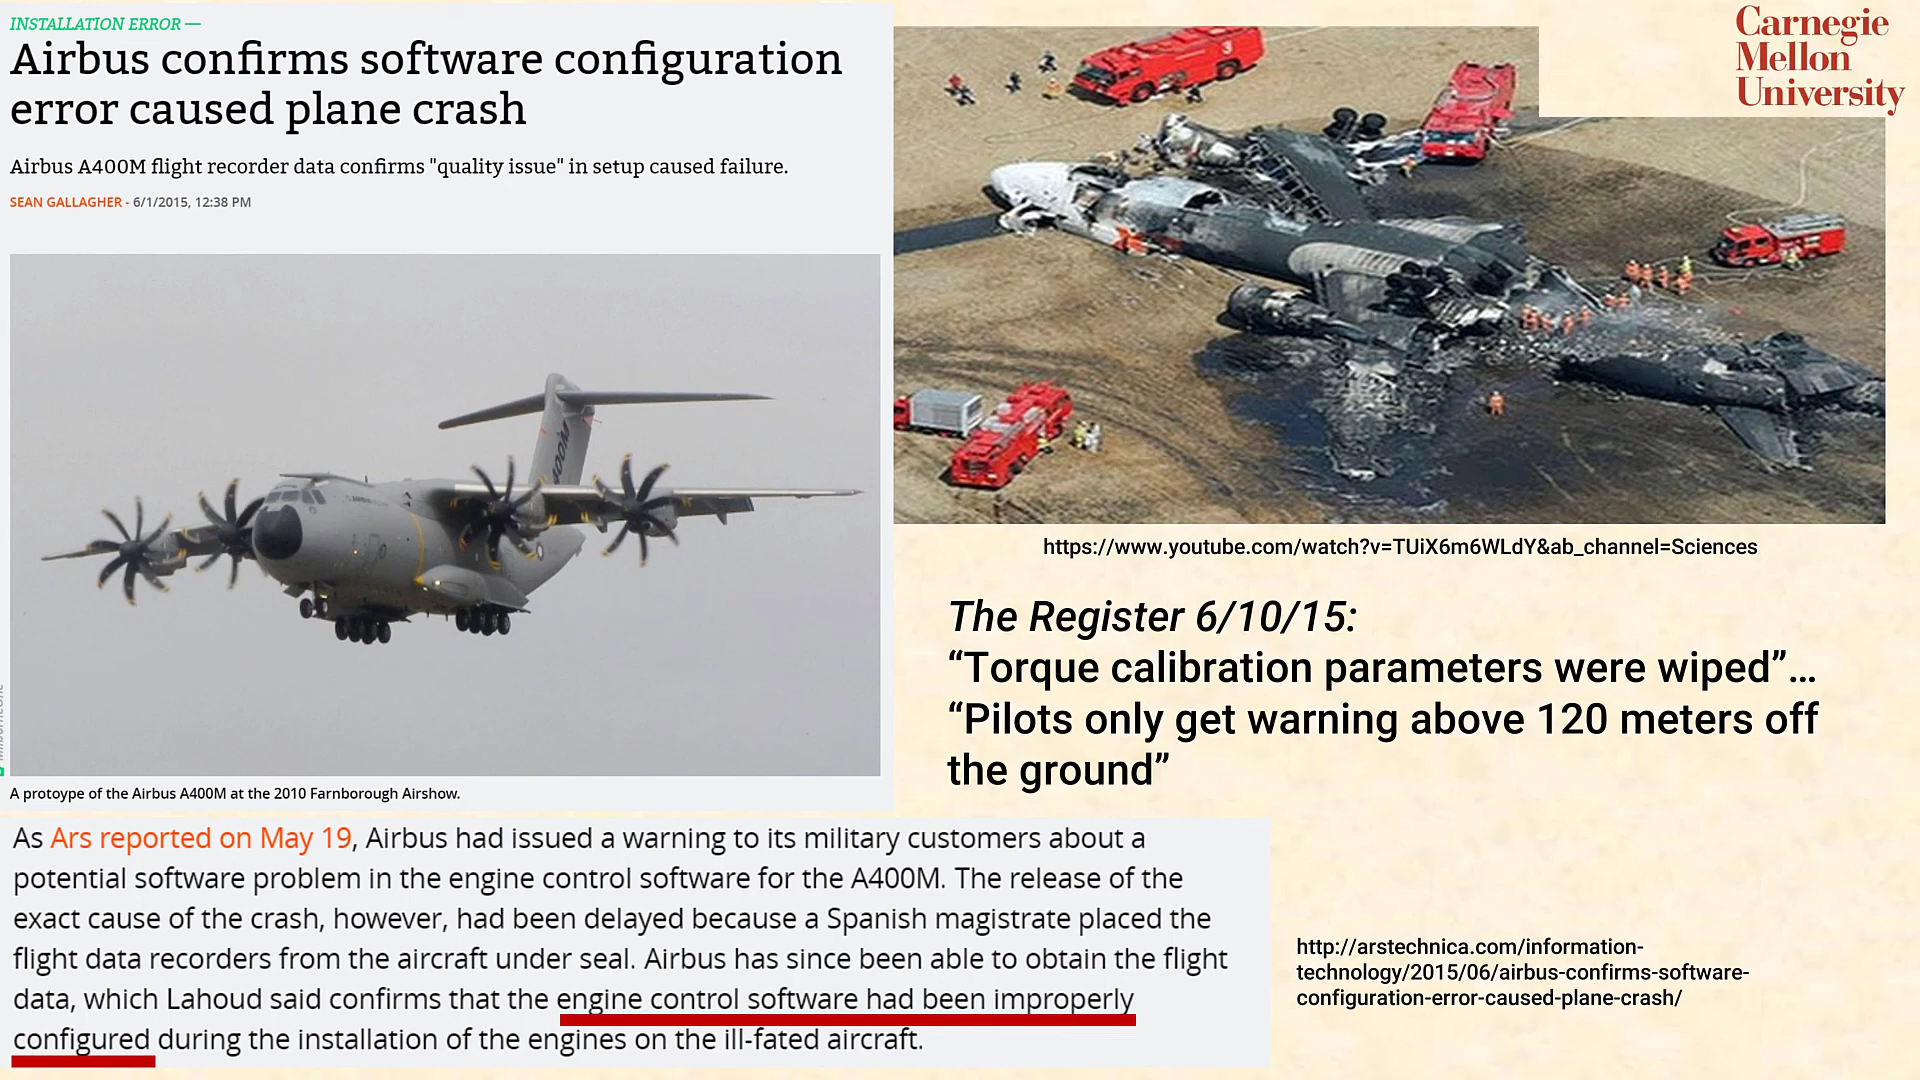 INSTALLATION ERROR —
Airbus confirms software configuration
error caused plane crash
Airbus A400M flight recorder data confirms "quality issue" in setup caused failure.
SEAN GALLAGHER - 6/1/2015, 12:38 PM
A protoype of the Airbus A400M at the 2010 Farnborough Airshow.
As Ars reported on May 19, Airbus had issued a warning to its military customers about a
potential software problem in the engine control software for the A400M. The release of the
exact cause of the crash, however, had been delayed because a Spanish magistrate placed the
flight data recorders from the aircraft under seal. Airbus has since been able to obtain the flight
data, which Lahoud said confirms that the engine control software had been improperly
configured during the installation of the engines on the ill-fated aircraft.
Carnegie
Mellon
University
3
https://www.youtube.com/watch?v=TUiX6m6WLdY&ab_channel=Sciences
The Register 6/10/15:
“Torque calibration parameters were wiped”...
“Pilots only get warning above 120 meters off
the ground”
http://arstechnica.com/information-
technology/2015/06/airbus-confirms-software-
configuration-error-caused-plane-crash/